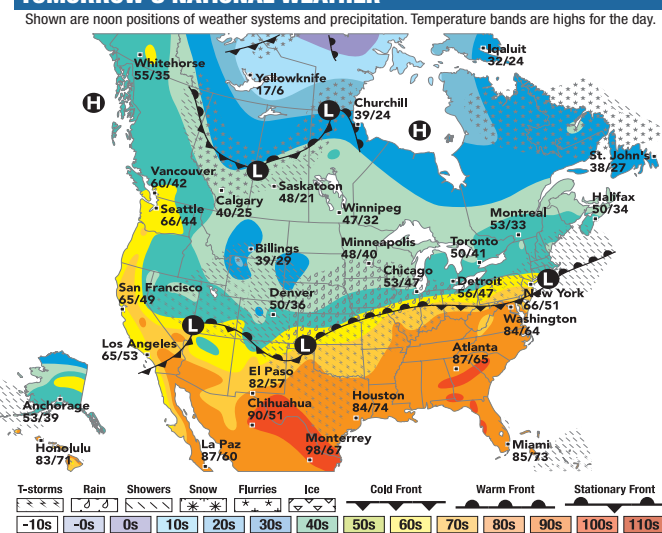 TOMORROW'S NATIONAL WEATHER
Shown are noon positions of weather systems and precipitation. Temperature bands are highs for the day.
Iqaluit
32/24
Whitehorse
55/35
Yellowknife
17/6
H
L
Churchill
39/24
H
St. John's
38/27
Vancouver
60/42
L
Saskatoon
48/21
Calgary
40/25
Winnipeg
47/32
Halifax
50/34
Seattle
66/44
Montreal
53/33
Billings
39/29
Minneapolis
48/40
Toronto
50/41
Chicago
53/47
Detroit
56/47
L
New York
66/51
San Francisco
65/49
Denver
50/36
Washington
84/64
L
Los Angeles
65/53
L
Atlanta
87/65
El Paso
82/57
Anchorage
53/39
Chihuahua
90/51
Houston
84/74
Honolulu
83/71
La Paz
87/60
Monterrey
98/67
Miami
85/73
T-storms Rain Showers Snow Flurries Ice Cold Front Warm Front Stationary Front
-10s -0s 0s 10s 20s 30s 40s 50s 60s 70s 80s 90s 100s 110s